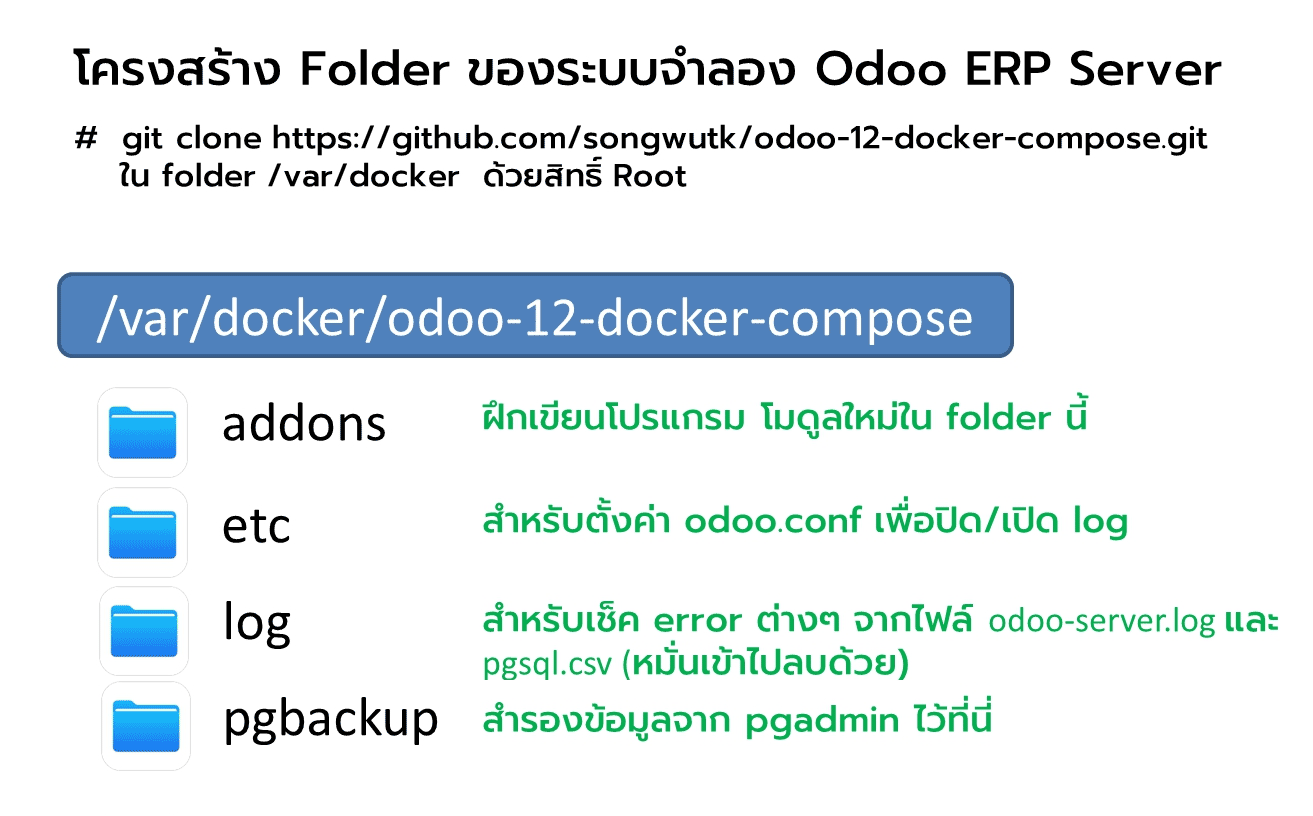 โครงสร้าง Folder ของระบบจำลอง Odoo ERP Server
# git clone https://github.com/songwutk/odoo-12-docker-compose.git
ใน folder /var/docker ด้วยสิทธิ์ Root
/var/docker/odoo-12-docker-compose
addons ฝึกเขียนโปรแกรม โมดูลใหม่ใน folder นี้
etc สำหรับตั้งค่า odoo.conf เพื่อปิด/เปิด log
log สำหรับเช็ค error ต่างๆ จากไฟล์ odoo-server.log และ
pgsql.csv (หมั่นเข้าไปลบด้วย)
pgbackup สำรองข้อมูลจาก pgadmin ไว้ที่นี่